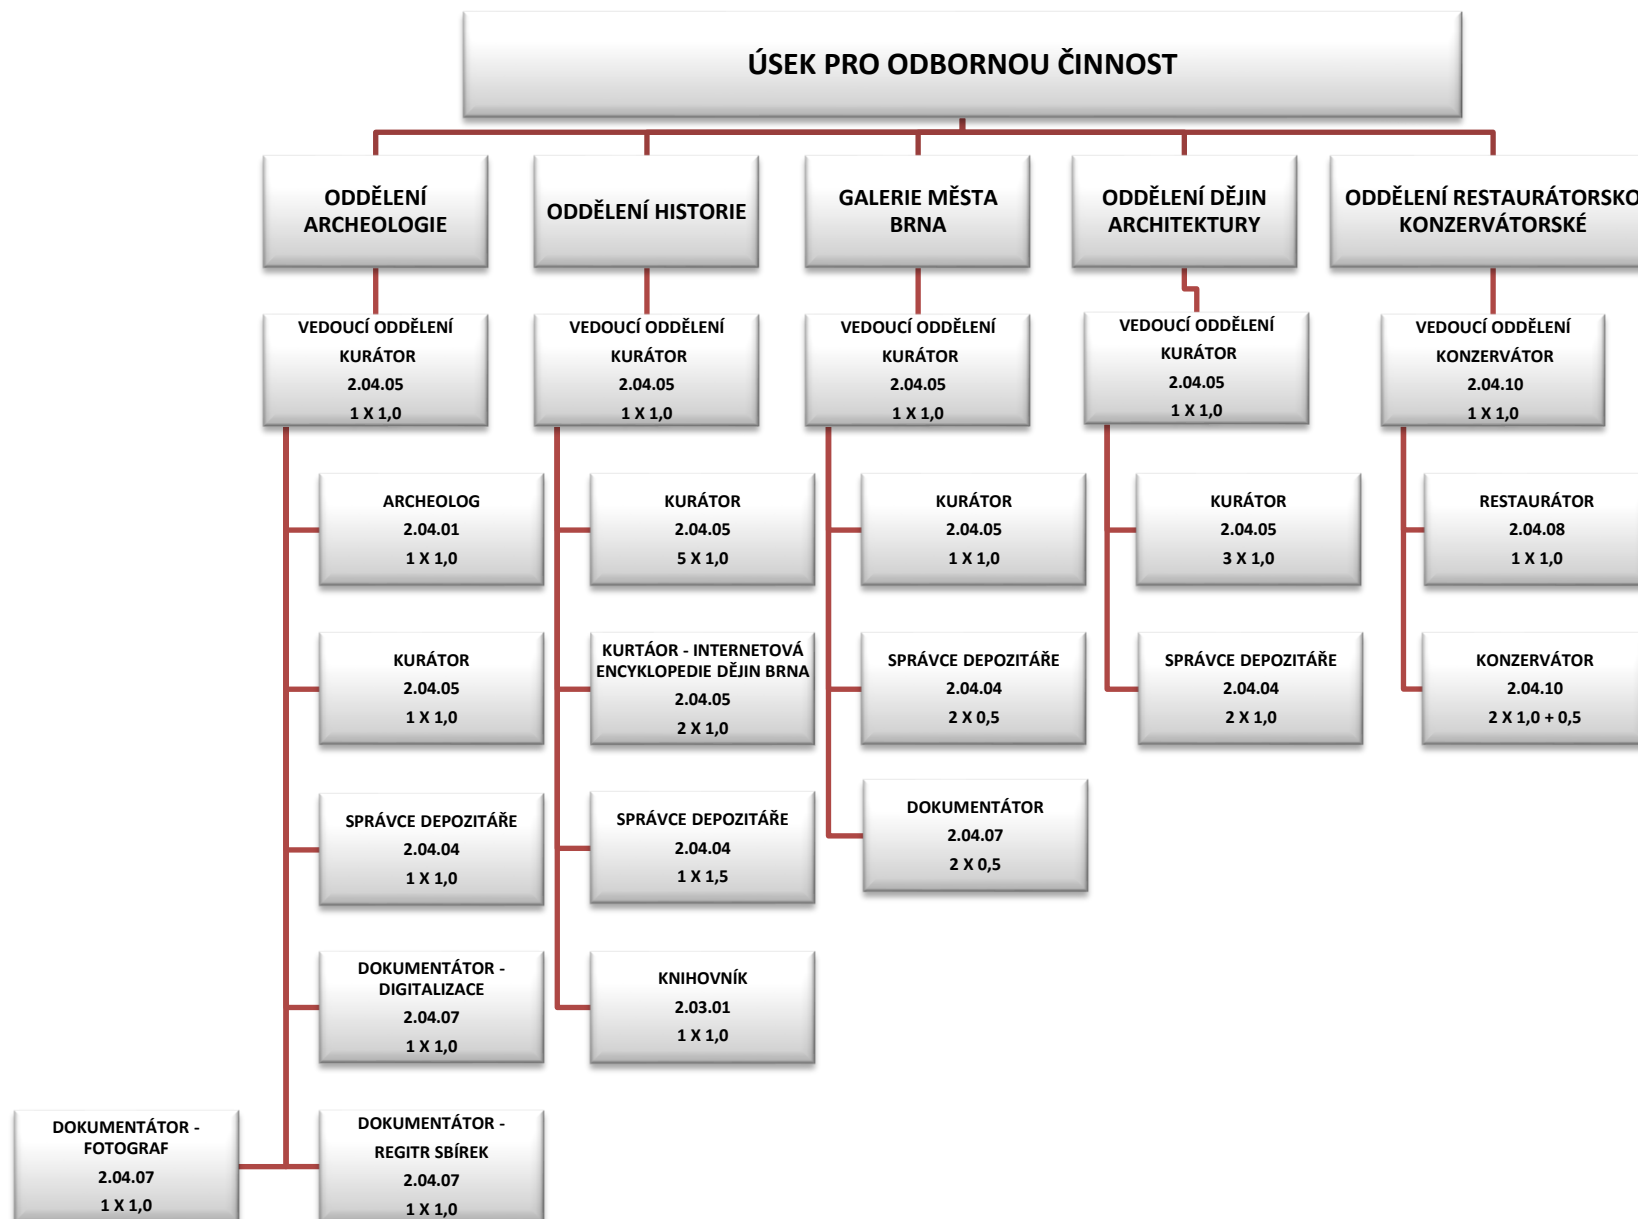 ÚSEK PRO ODBORNOU ČINNOST
ODDĚLENÍ
ARCHEOLOGIE
ODDĚLENÍ HISTORIE
GALERIE MĚSTA
BRNA
ODDĚLENÍ DĚJIN
ARCHITEKTURY
ODDĚLENÍ RESTAURÁTORSKO
KONZERVÁTORSKÉ
VEDOUCÍ ODDĚLENÍ
KURÁTOR
2.04.05
1 X 1,0
VEDOUCÍ ODDĚLENÍ
KURÁTOR
2.04.05
1 X 1,0
VEDOUCÍ ODDĚLENÍ
KURÁTOR
2.04.05
1 X 1,0
VEDOUCÍ ODDĚLENÍ
KURÁTOR
2.04.05
1 X 1,0
VEDOUCÍ ODDĚLENÍ
KONZERVÁTOR
2.04.10
1 X 1,0
ARCHEOLOG
2.04.01
1 X 1,0
KURÁTOR
2.04.05
5 X 1,0
KURÁTOR
2.04.05
1 X 1,0
KURÁTOR
2.04.05
3 X 1,0
RESTAURÁTOR
2.04.08
1 X 1,0
KURÁTOR
2.04.05
1 X 1,0
KURTÁOR - INTERNETOVÁ
ENCYKLOPEDIE DĚJIN BRNA
2.04.05
2 X 1,0
SPRÁVCE DEPOZITÁŘE
2.04.04
2 X 0,5
SPRÁVCE DEPOZITÁŘE
2.04.04
2 X 1,0
KONZERVÁTOR
2.04.10
2 X 1,0 + 0,5
SPRÁVCE DEPOZITÁŘE
2.04.04
1 X 1,0
SPRÁVCE DEPOZITÁŘE
2.04.04
1 X 1,5
DOKUMENTÁTOR
2.04.07
2 X 0,5
DOKUMENTÁTOR -
DIGITALIZACE
2.04.07
1 X 1,0
KNIHOVNÍK
2.03.01
1 X 1,0
DOKUMENTÁTOR -
FOTOGRAF
2.04.07
1 X 1,0
DOKUMENTÁTOR -
REGITR SBÍREK
2.04.07
1 X 1,0